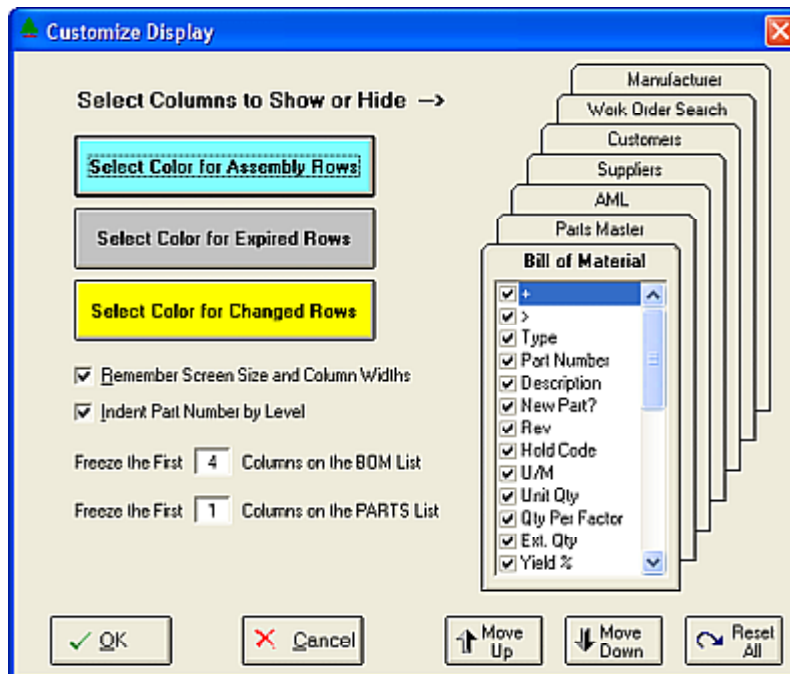 Customize Display
Select Columns to Show or Hide -->
Select Color for Assembly Rows
Select Color for Expired Rows
Select Color for Changed Rows
Remember Screen Size and Column Widths
Indent Part Number by Level
Freeze the First 4 Columns on the BOM List
Freeze the First 1 Columns on the PARTS List
Manufacturer
Work Order Search
Customers
Suppliers
AML
Parts Master
Bill of Material
+
>
Type
Part Number
Description
New Part?
Rev
Hold Code
U/M
Unit Qty
Qty Per Factor
Ext. Qty
Yield %
OK
Cancel
Move
Up
Move
Down
Reset
All